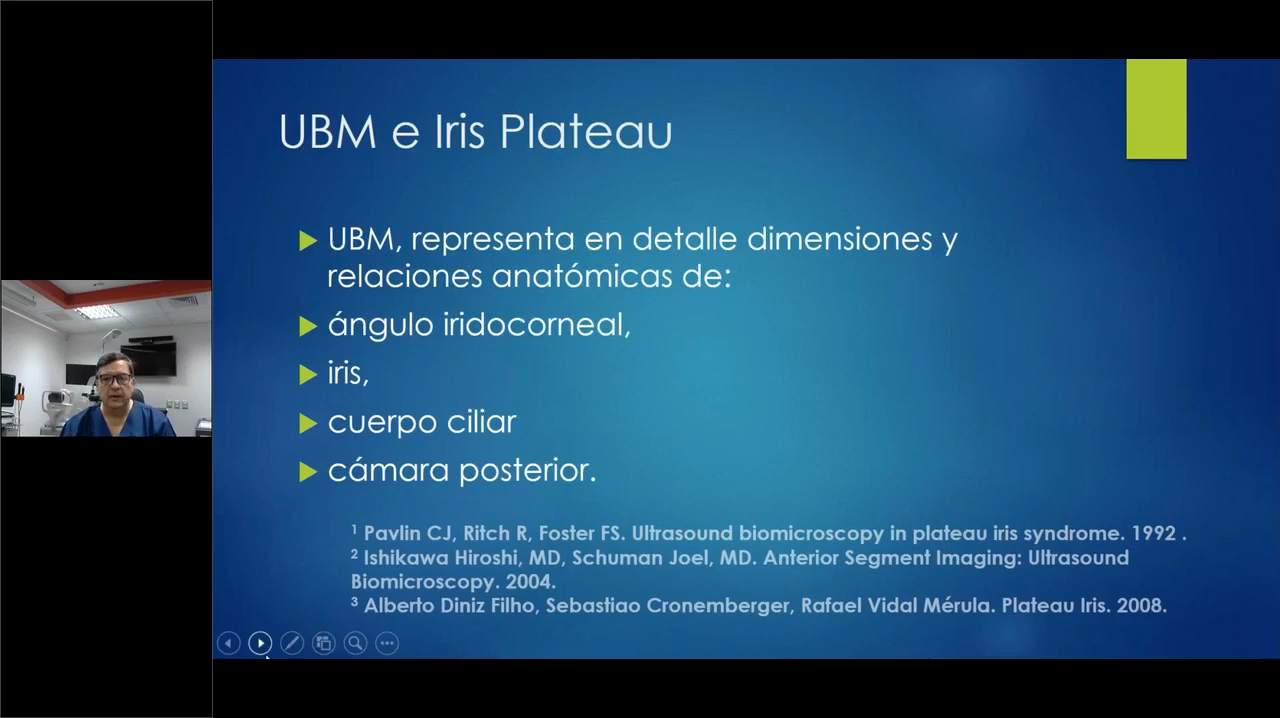 UBM e Iris Plateau
UBM, representa en detalle dimensiones y
relaciones anatómicas de:
ángulo iridocorneal,
iris,
cuerpo ciliar
cámara posterior.
¹ Pavlin CJ, Ritch R, Foster FS. Ultrasound biomicroscopy in plateau iris syndrome. 1992 .
² Ishikawa Hiroshi, MD, Schuman Joel, MD. Anterior Segment Imaging: Ultrasound
Biomicroscopy. 2004.
³ Alberto Diniz Filho, Sebastiao Cronemberger, Rafael Vidal Mérula. Plateau Iris. 2008.